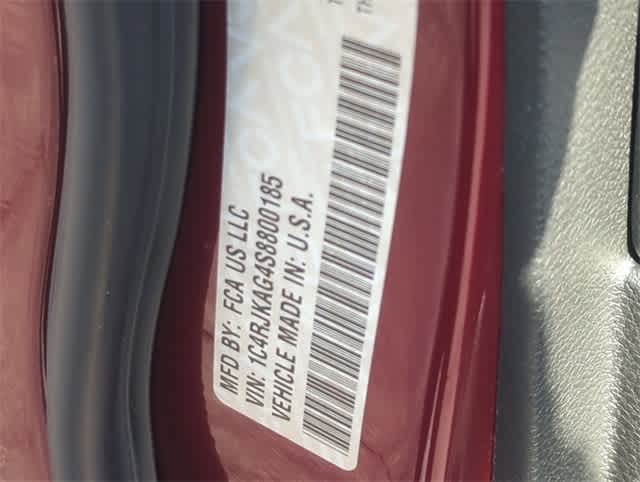 MFD BY: FCA US LLC
VIN: 1C4RJKAG4S8800185
VEHICLE MADE IN: U.S.A.